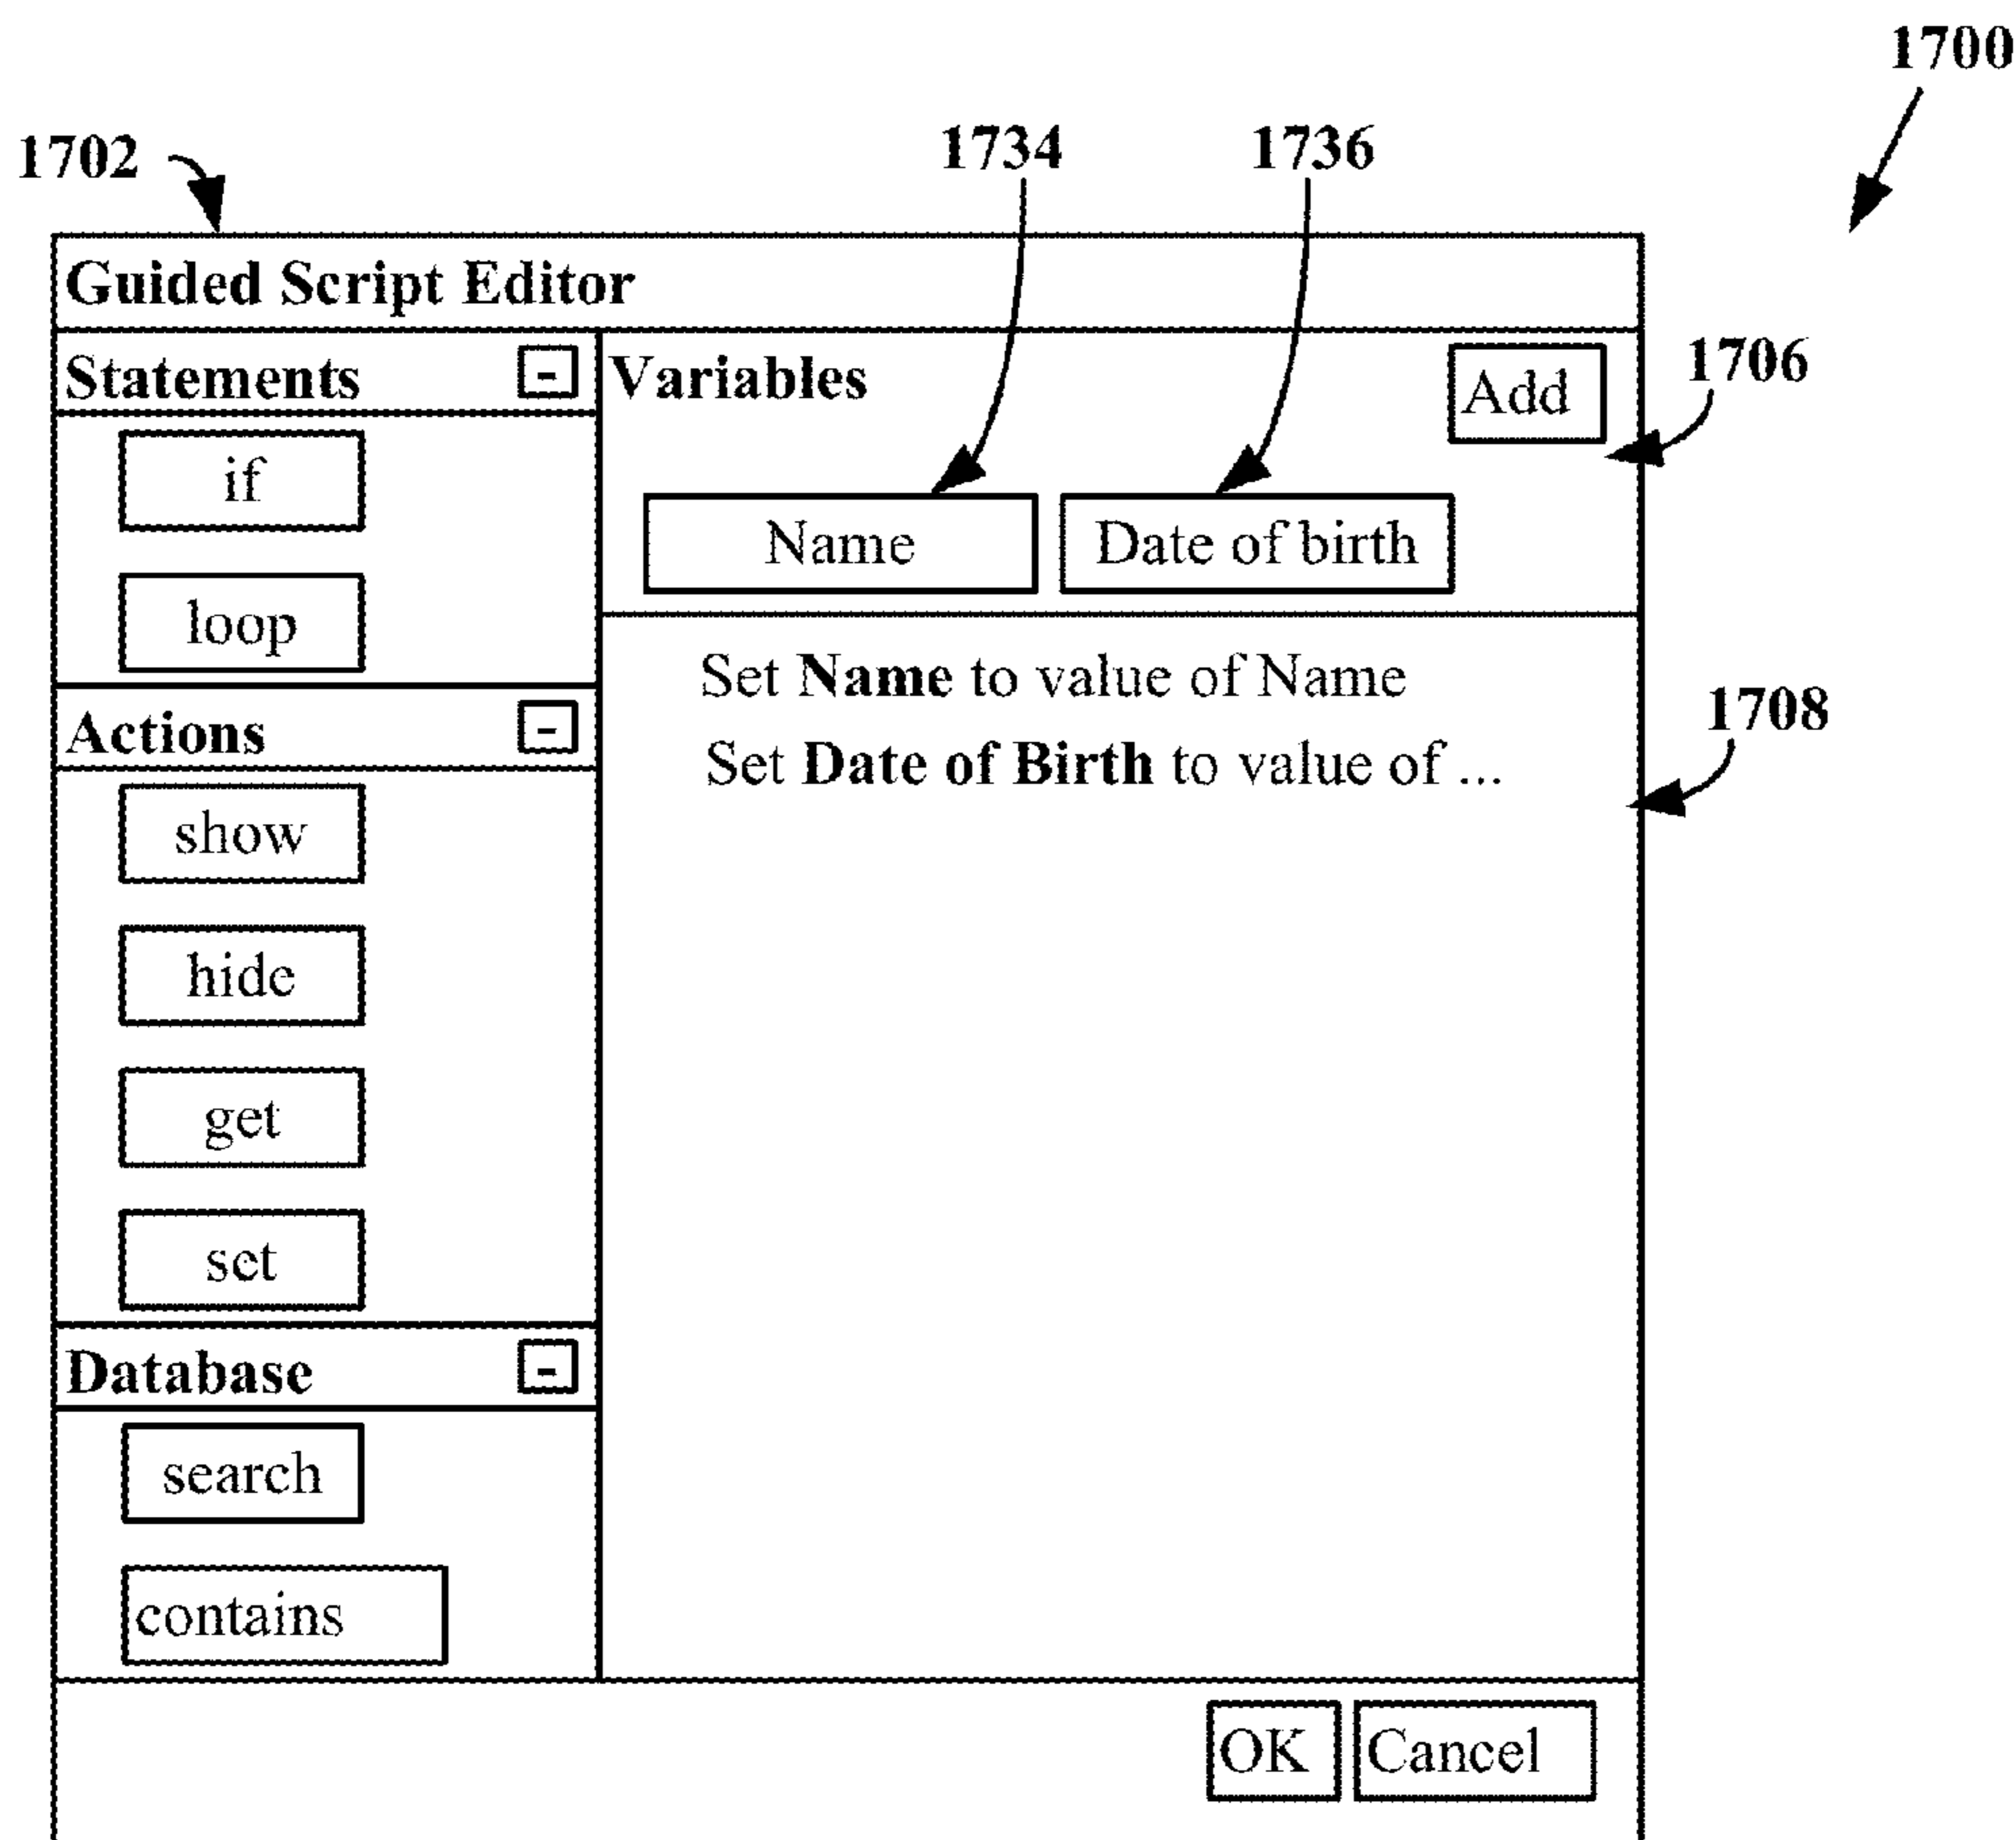 1700
1702
1734
1736
Guided Script Editor
Statements -
Variables
Add
1706
if
Name
Date of birth
loop
Set Name to value of Name
1708
Actions -
Set Date of Birth to value of ...
show
hide
get
set
Database -
search
contains
OK
Cancel